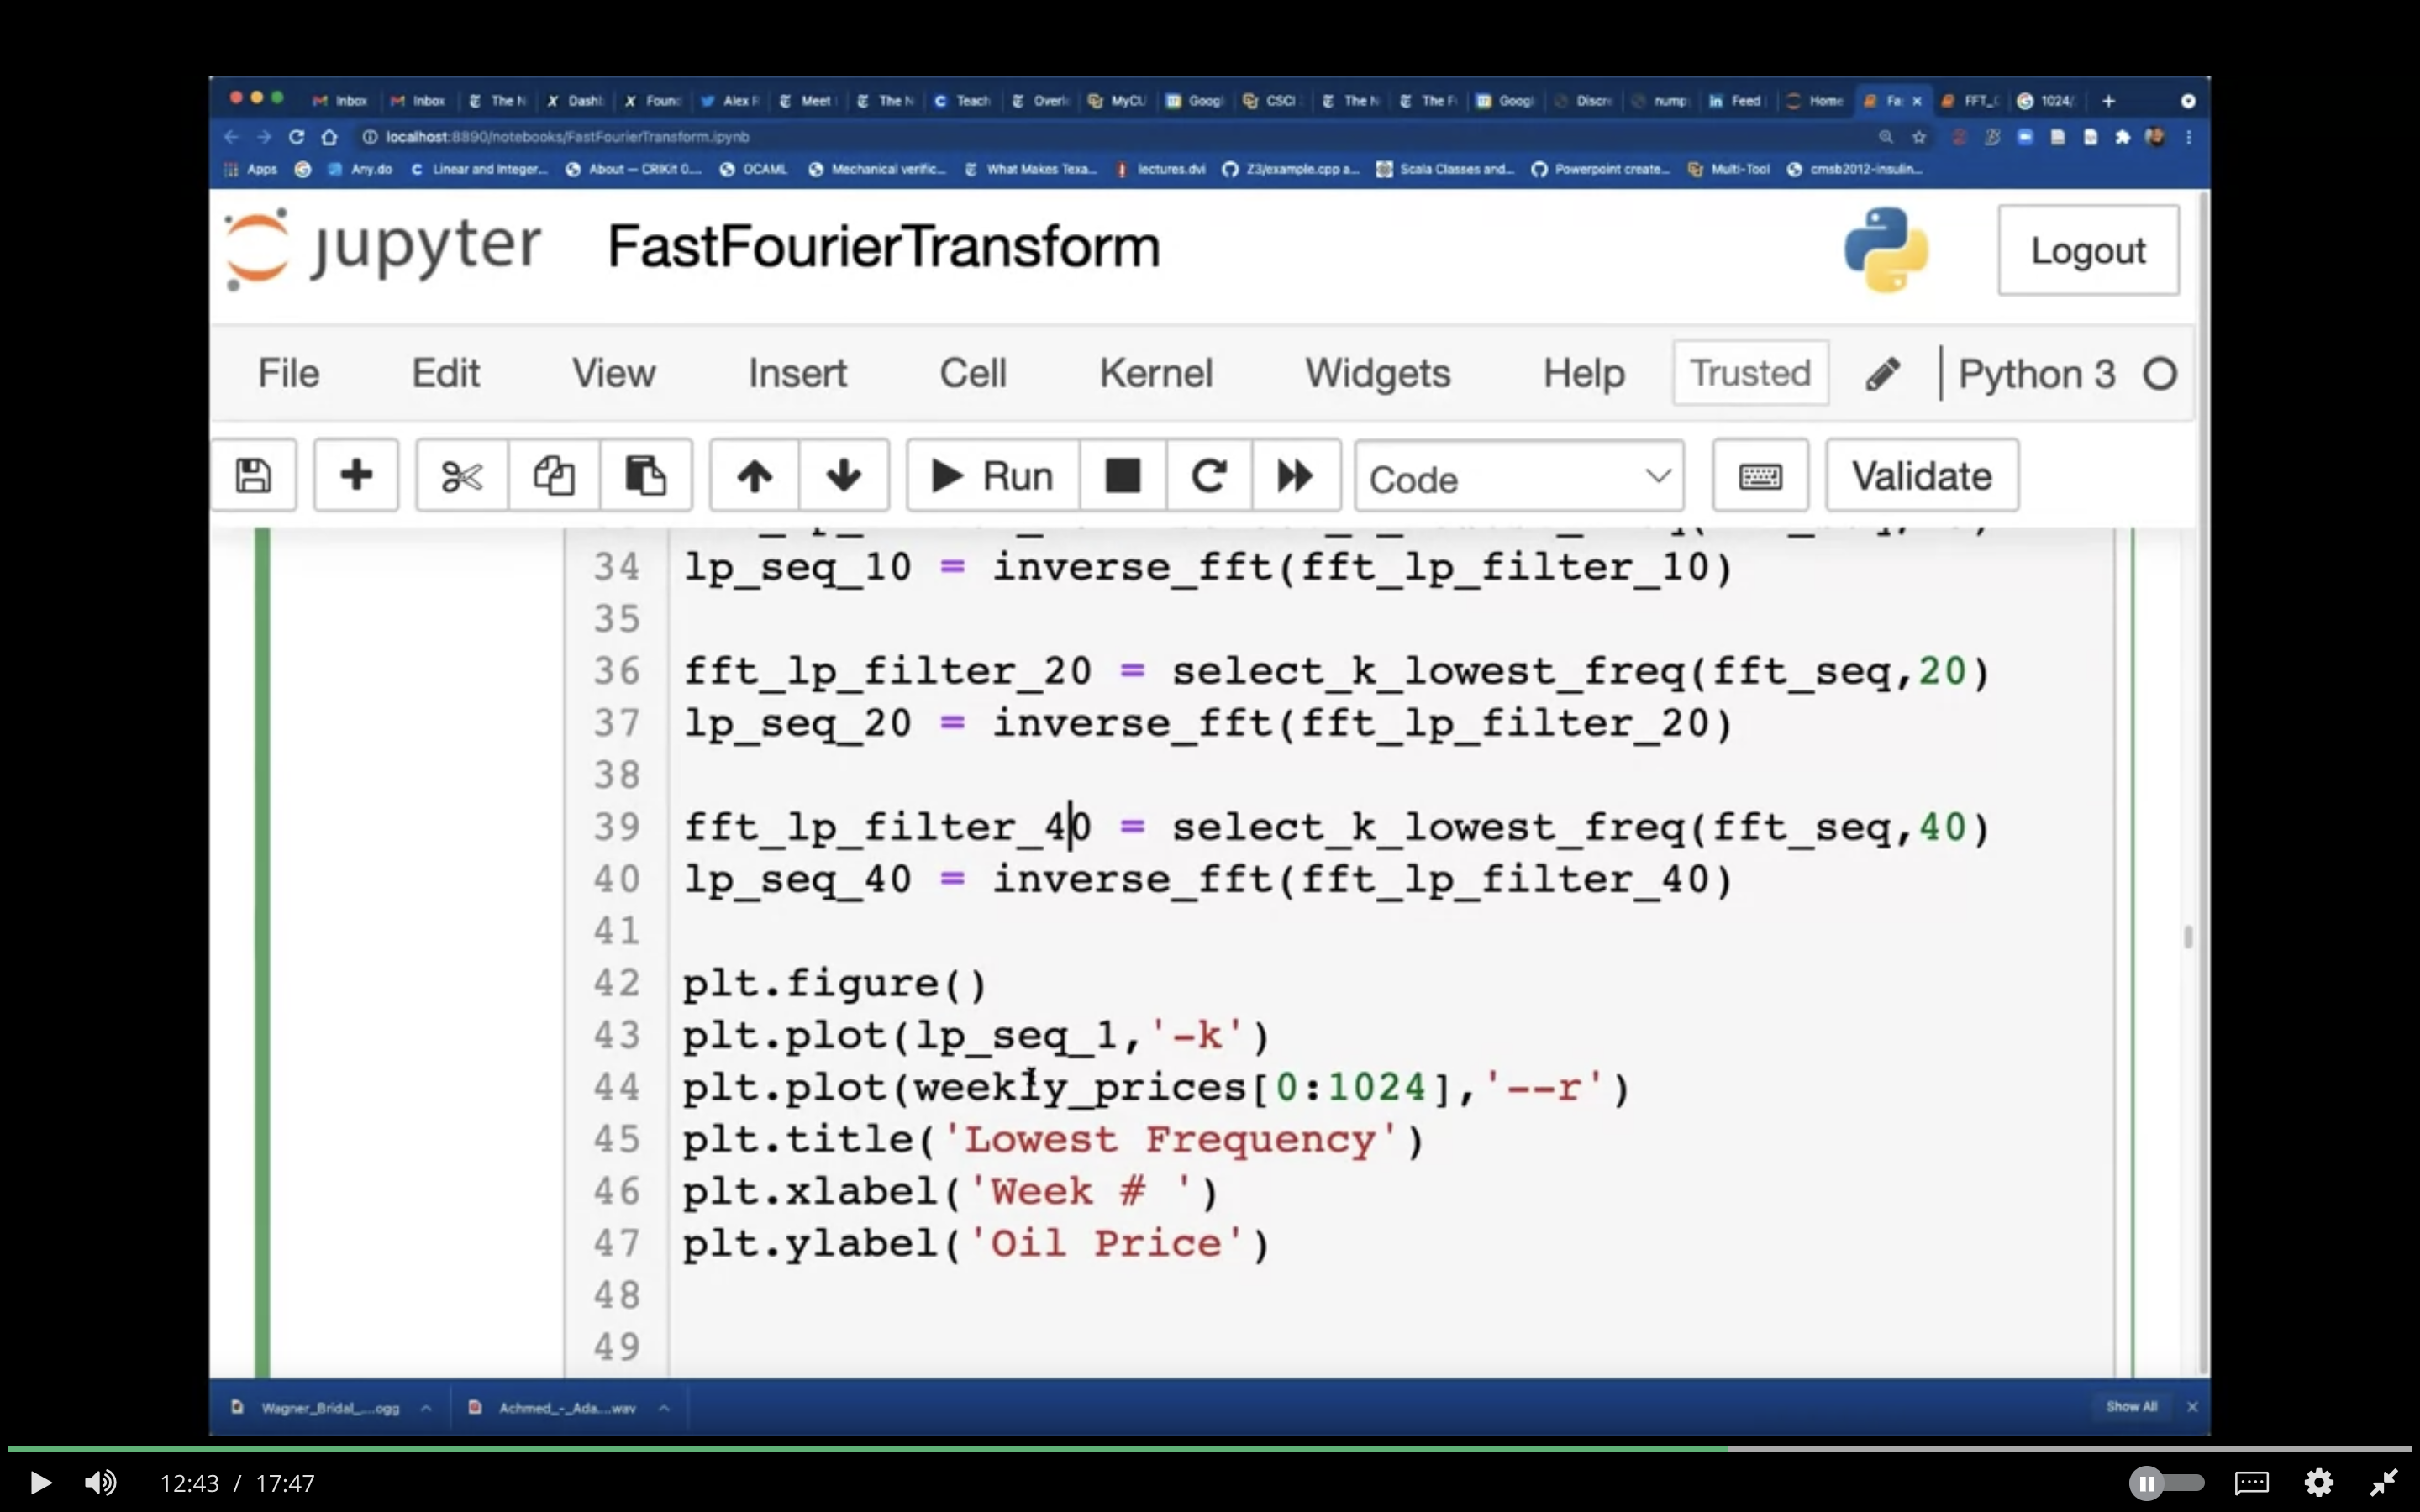 Inbox Inbox The N Dash Foun Alex F Meet The N Teach Overl MyCU Googl CSCI The N The F Googl Discre nump Feed Home Fa FFT_C 1024/
localhost:8890/notebooks/FastFourierTransform.ipynb
Apps Any.do Linear and Integer... About — CRIKit 0.... OCAML Mechanical verific... What Makes Texa... lectures.dvi Z3/example.cpp a... Scala Classes and... Powerpoint create... Multi-Tool cmsb2012-insulin...
jupyter FastFourierTransform Logout
File Edit View Insert Cell Kernel Widgets Help Trusted Python 3
Run Code Validate
34 lp_seq_10 = inverse_fft(fft_lp_filter_10)
35
36 fft_lp_filter_20 = select_k_lowest_freq(fft_seq,20)
37 lp_seq_20 = inverse_fft(fft_lp_filter_20)
38
39 fft_lp_filter_40 = select_k_lowest_freq(fft_seq,40)
40 lp_seq_40 = inverse_fft(fft_lp_filter_40)
41
42 plt.figure()
43 plt.plot(lp_seq_1,'-k')
44 plt.plot(weekly_prices[0:1024],'--r')
45 plt.title('Lowest Frequency')
46 plt.xlabel('Week # ')
47 plt.ylabel('Oil Price')
48
49
Wagner_Bridal_....ogg Achmed_-_Ada....wav Show All
12:43 / 17:47